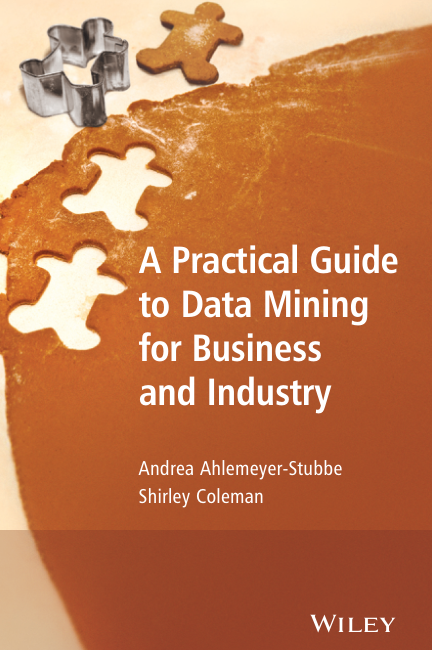 A Practical Guide
to Data Mining
for Business
and Industry
Andrea Ahlemeyer-Stubbe
Shirley Coleman
WILEY